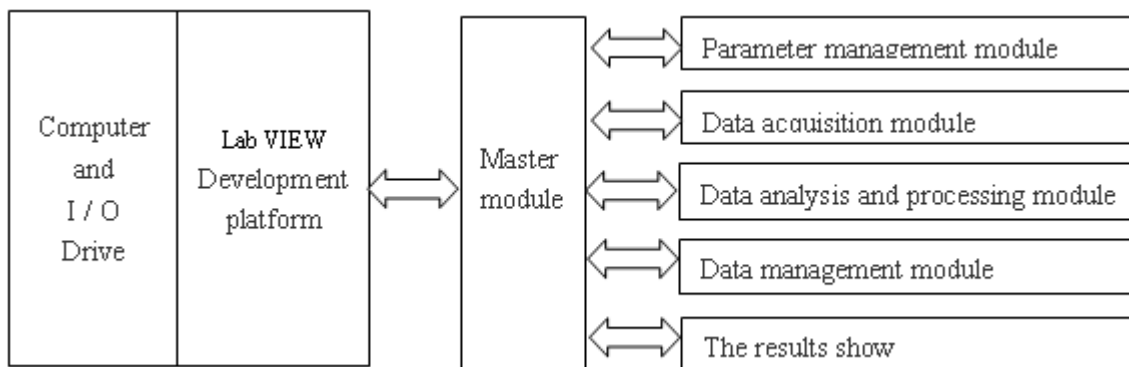 Computer
and
I / O
Drive
Lab VIEW
Development
platform
Master
module
Parameter management module
Data acquisition module
Data analysis and processing module
Data management module
The results show